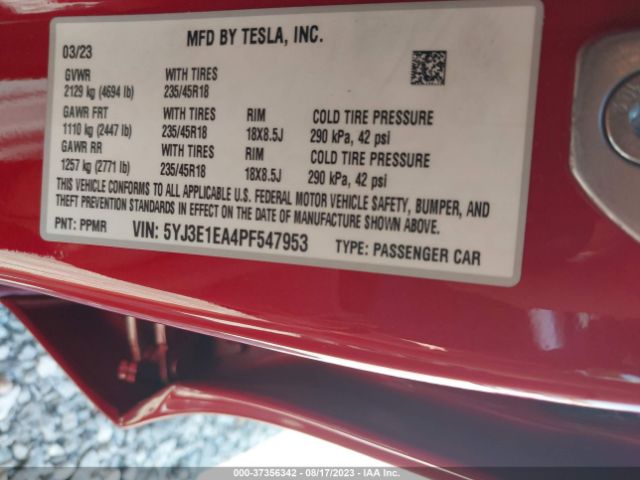 MFD BY TESLA, INC.
03/23
GVWR WITH TIRES
2129 kg (4694 lb) 235/45R18
GAWR FRT WITH TIRES RIM COLD TIRE PRESSURE
1110 kg (2447 lb) 235/45R18 18X8.5J 290 kPa, 42 psi
GAWR RR WITH TIRES RIM COLD TIRE PRESSURE
1257 kg (2771 lb) 235/45R18 18X8.5J 290 kPa, 42 psi
THIS VEHICLE CONFORMS TO ALL APPLICABLE U.S. FEDERAL MOTOR VEHICLE SAFETY, BUMPER, AND
THEFT PREVENTION STANDARDS IN EFFECT ON THE DATE OF MANUFACTURE SHOWN ABOVE.
PNT: PPMR VIN: 5YJ3E1EA4PF547953 TYPE: PASSENGER CAR
000-37356342 - 08/17/2023 - IAA Inc.